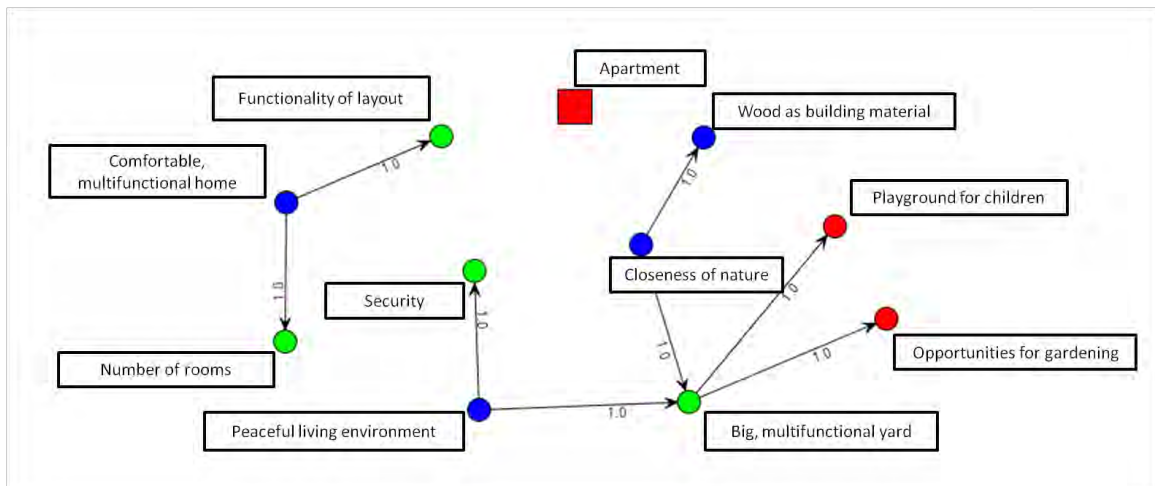 Apartment
Functionality of layout
Wood as building material
Comfortable,
multifunctional home
1.0
1.0
Playground for children
Closeness of nature
Security
1.0
1.0
1.0
1.0
Number of rooms
1.0
Opportunities for gardening
1.0
Peaceful living environment
Big, multifunctional yard